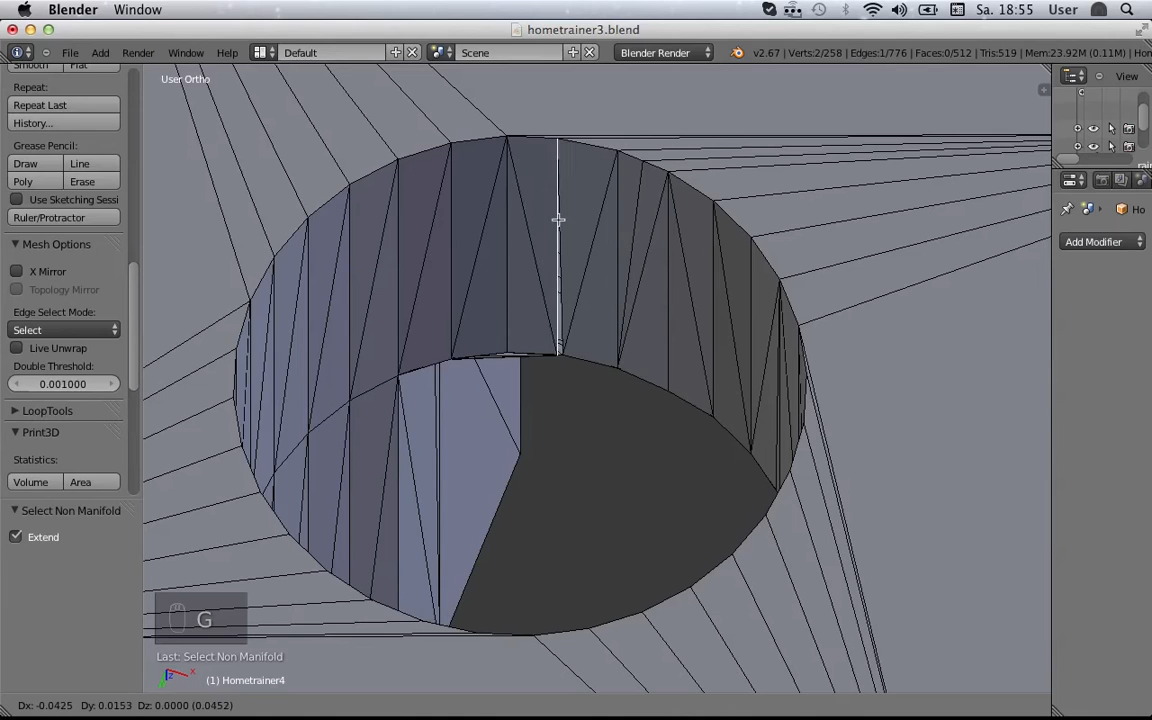 Blender Window Sa. 18:55 User
hometrainer3.blend
File Add Render Window Help Default Scene Blender Render v2.67 | Verts:2/258 | Edges:1/776 | Faces:0/512 | Tris:519 | Mem:23.92M (0.11M) | Ho
Smooth Flat
Repeat:
Repeat Last
History...
Grease Pencil:
Draw Line
Poly Erase
Use Sketching Sessi
Ruler/Protractor
Mesh Options
X Mirror
Topology Mirror
Edge Select Mode:
Select
Live Unwrap
Double Threshold:
0.001000
LoopTools
Print3D
Statistics:
Volume Area
Select Non Manifold
Extend
User Ortho
G
Last: Select Non Manifold
z x
(1) Hometrainer4
Dx: -0.0425 Dy: 0.0153 Dz: 0.0000 (0.0452)
View
Ho
Add Modifier